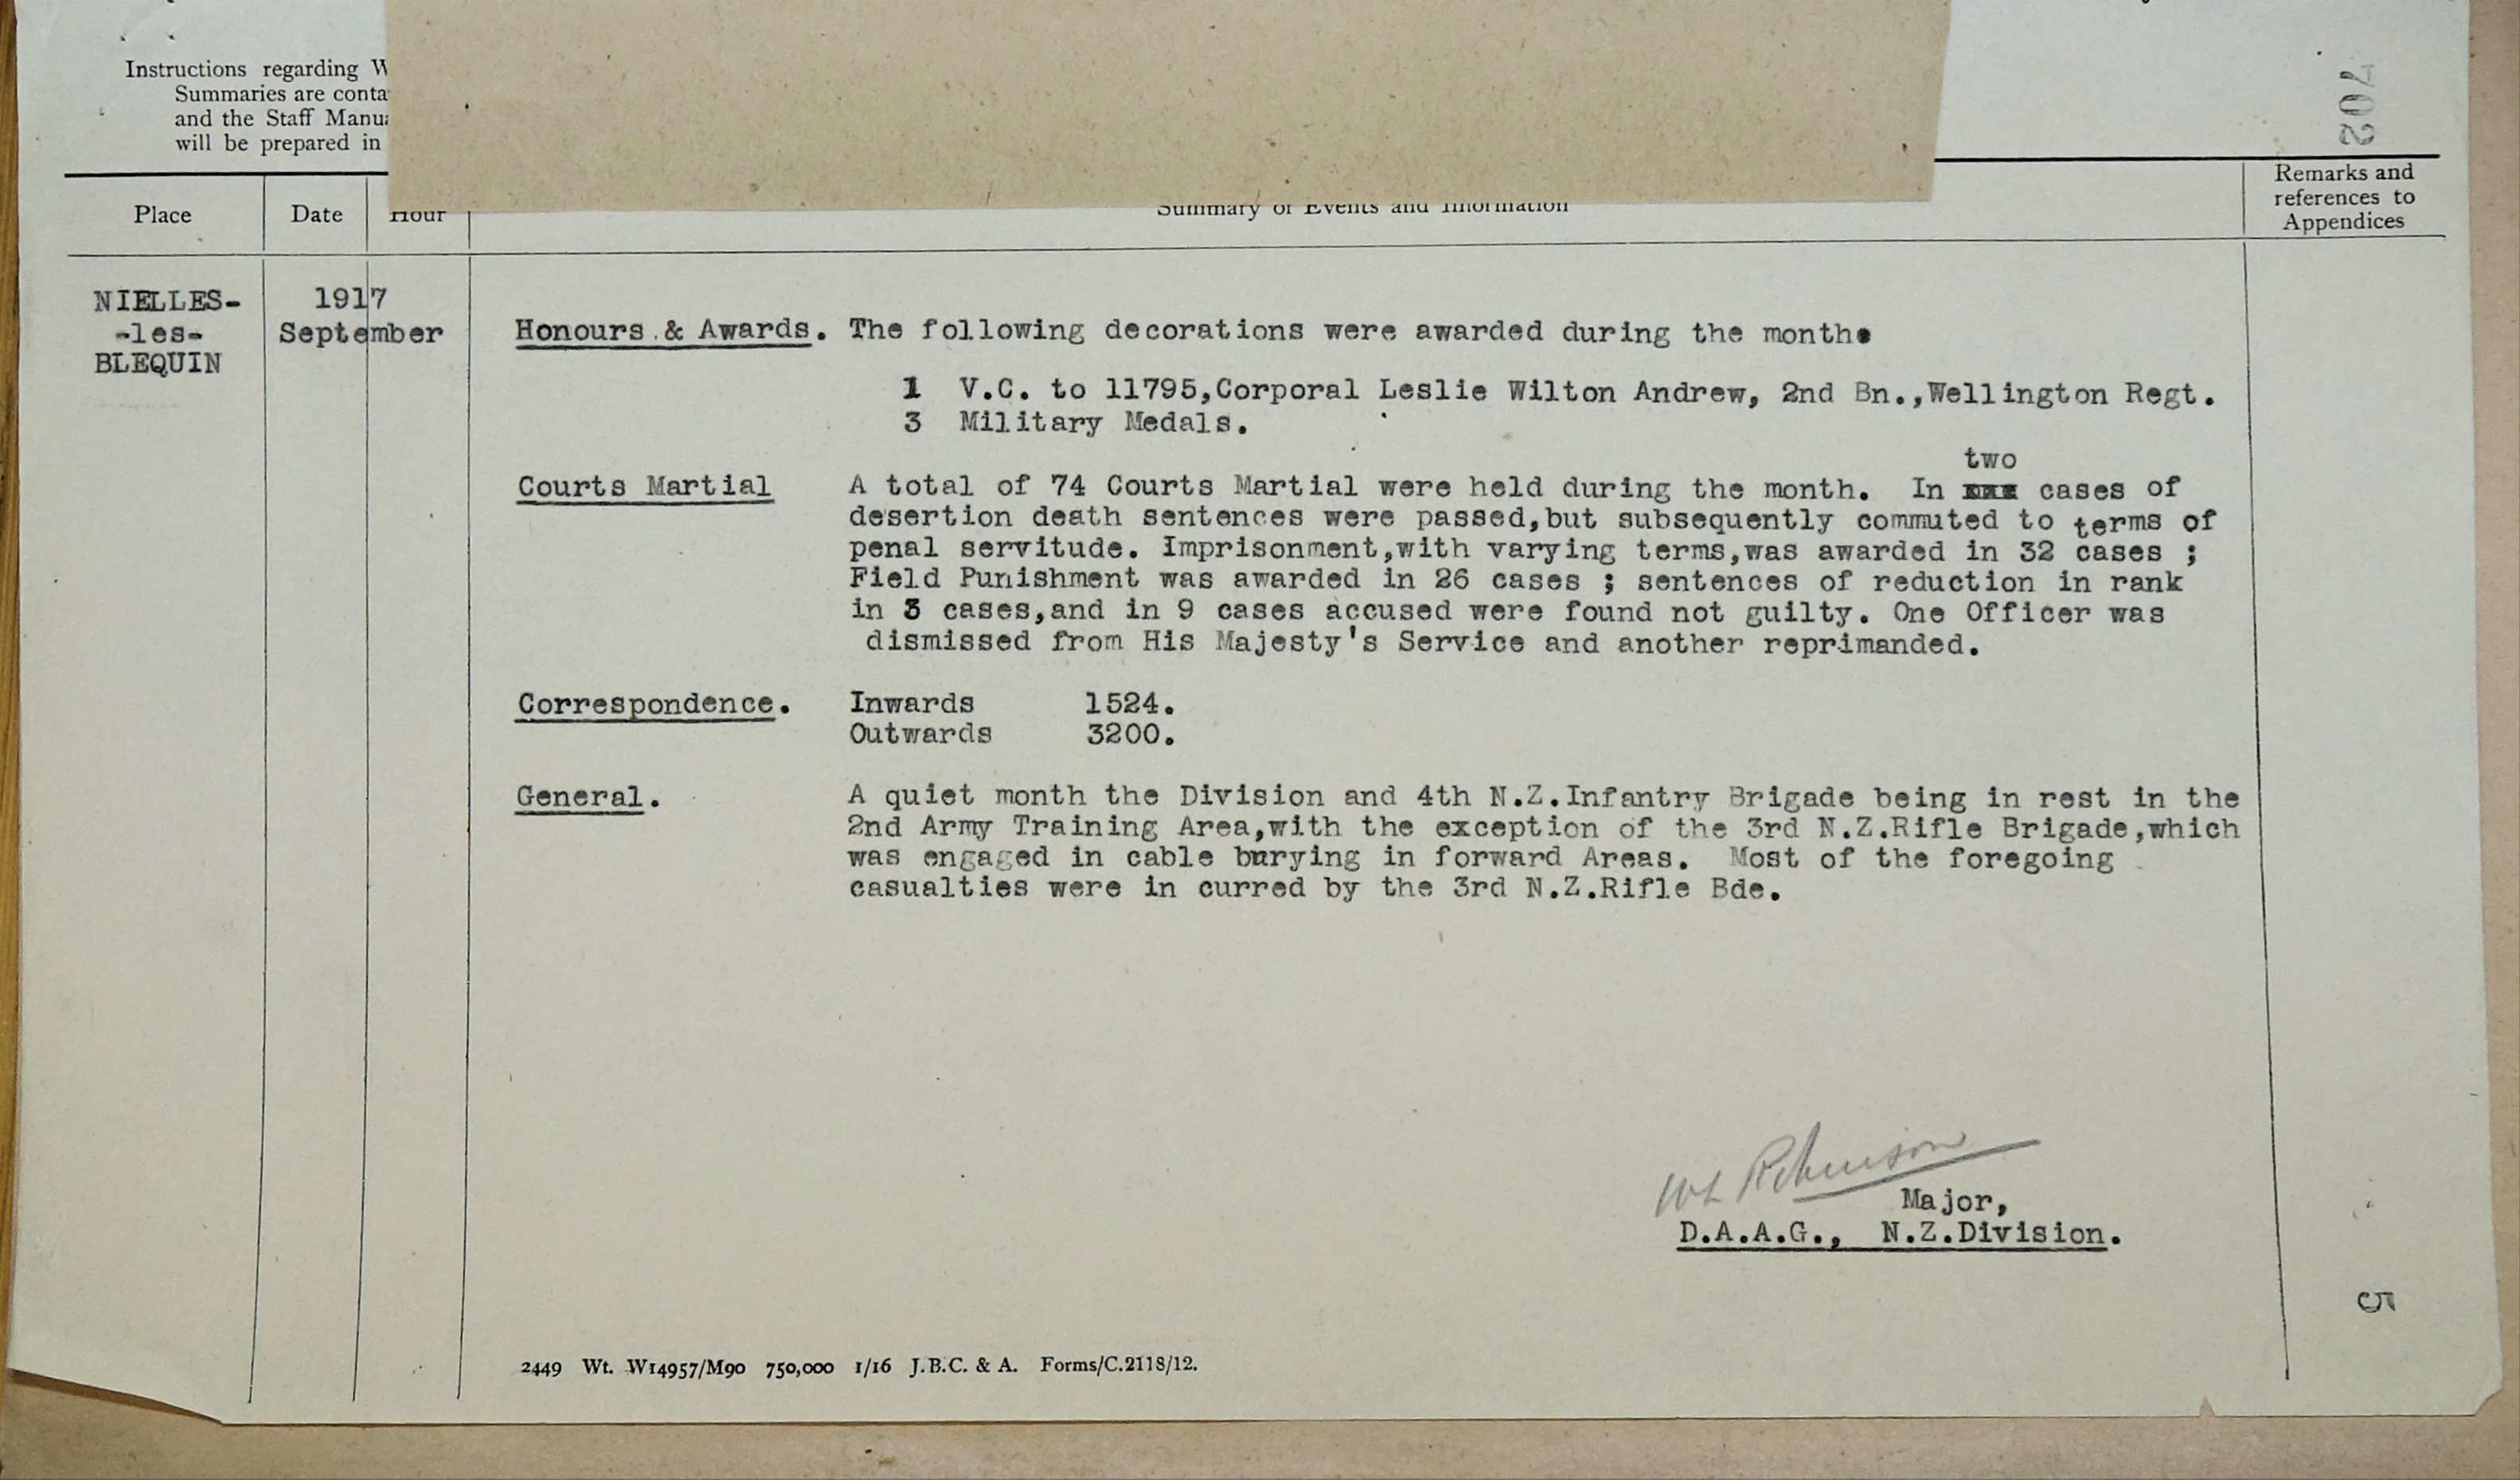 Instructions regarding W
Summaries are conta
and the Staff Manu
will be prepared in
702
Place
Date
Hour
Summary of Events and Information
Remarks and
references to
Appendices
NIELLES-
-les-
BLEQUIN
1917
September
Honours & Awards. The following decorations were awarded during the month.
1 V.C. to 11795,Corporal Leslie Wilton Andrew, 2nd Bn.,Wellington Regt.
3 Military Medals.
two
Courts Martial A total of 74 Courts Martial were held during the month. In cases of
desertion death sentences were passed,but subsequently commuted to terms of
penal servitude. Imprisonment,with varying terms,was awarded in 32 cases ;
Field Punishment was awarded in 26 cases ; sentences of reduction in rank
in 3 cases,and in 9 cases accused were found not guilty. One Officer was
dismissed from His Majesty's Service and another reprimanded.
Correspondence. Inwards 1524.
Outwards 3200.
General. A quiet month the Division and 4th N.Z.Infantry Brigade being in rest in the
2nd Army Training Area,with the exception of the 3rd N.Z.Rifle Brigade,which
was engaged in cable burying in forward Areas. Most of the foregoing
casualties were in curred by the 3rd N.Z.Rifle Bde.
Robinson
Major,
D.A.A.G., N.Z.Division.
5
2449 Wt. W14957/M90 750,000 1/16 J.B.C. & A. Forms/C.2118/12.